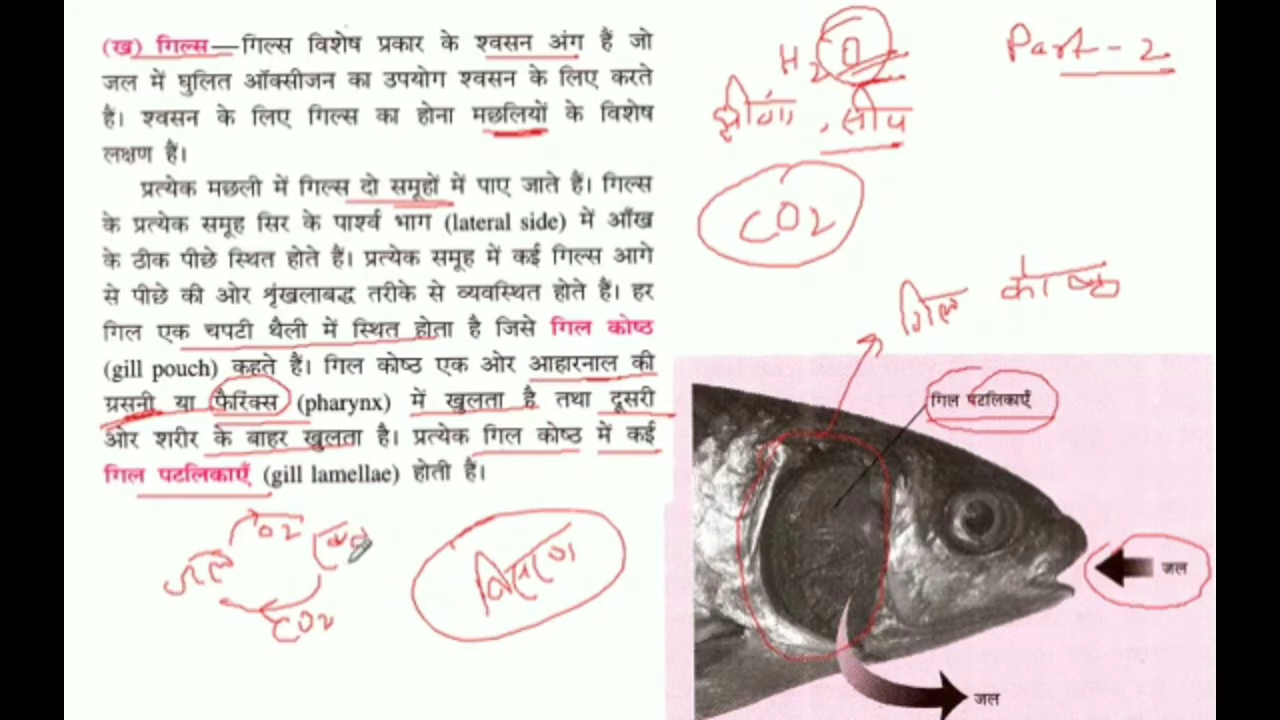 (ख) गिल्स—गिल्स विशेष प्रकार के श्वसन अंग हैं जो
जल में घुलित ऑक्सीजन का उपयोग श्वसन के लिए करते
है। श्वसन के लिए गिल्स का होना मछलियों के विशेष
लक्षण हैं।
प्रत्येक मछली में गिल्स दो समूहों में पाए जाते हैं। गिल्स
के प्रत्येक समूह सिर के पार्श्व भाग (lateral side) में आँख
के ठीक पीछे स्थित होते हैं। प्रत्येक समूह में कई गिल्स आगे
से पीछे की ओर शृंखलाबद्ध तरीके से व्यवस्थित होते हैं। हर
गिल एक चपटी थैली में स्थित होता है जिसे गिल कोष्ठ
(gill pouch) कहते हैं। गिल कोष्ठ एक ओर आहारनाल की
ग्रसनी या फैरिंक्स (pharynx) में खुलता है तथा दूसरी
ओर शरीर के बाहर खुलता है। प्रत्येक गिल कोष्ठ में कई
गिल पटलिकाएँ (gill lamellae) होती हैं।
जल O2
CO2
विसरण
H2O
Part - 2
झींगा, सीप
CO2
गिल कोष्ठ
गिल पटलिकाएँ
जल
जल